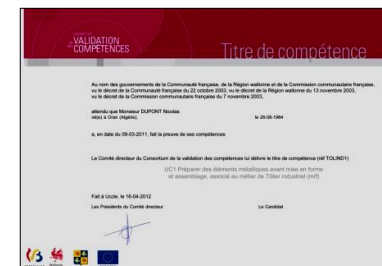 VALIDATION
COMPÉTENCES
Titre de compétence
Au nom des gouvernements de la Communauté française, de la Région wallonne et de la Commission communautaire française,
vu le décret de la Communauté française du 22 octobre 2003, vu le décret de la Région wallonne du 13 novembre 2003,
vu le décret de la Commission communautaire française du 7 novembre 2003,
attendu que Monsieur DUPONT Nicolas
né(e) à Oran (Algérie), le 26-08-1964
a, en date du 09-03-2011, fait la preuve de ses compétences
Le Comité directeur du Consortium de la validation des compétences lui délivre le titre de compétence (réf TOLIND1)
UC1 Préparer des éléments métalliques avant mise en forme
et assemblage, associé au métier de Tôlier industriel (m/f)
Fait à Uccle, le 16-04-2012
Les Présidents du Comité directeur Le Candidat